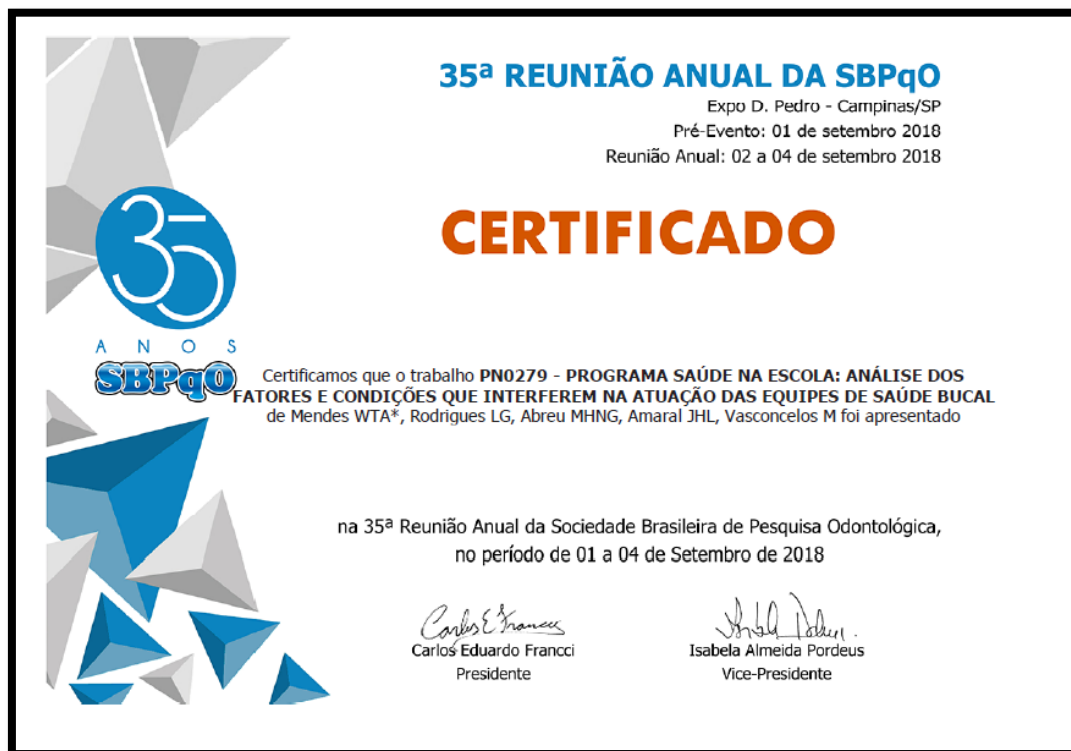 35ª REUNIÃO ANUAL DA SBPqO
Expo D. Pedro - Campinas/SP
Pré-Evento: 01 de setembro 2018
Reunião Anual: 02 a 04 de setembro 2018
CERTIFICADO
35
ANOS
SBPqO
Certificamos que o trabalho PN0279 - PROGRAMA SAÚDE NA ESCOLA: ANÁLISE DOS
FATORES E CONDIÇÕES QUE INTERFEREM NA ATUAÇÃO DAS EQUIPES DE SAÚDE BUCAL
de Mendes WTA*, Rodrigues LG, Abreu MHNG, Amaral JHL, Vasconcelos M foi apresentado
na 35ª Reunião Anual da Sociedade Brasileira de Pesquisa Odontológica,
no período de 01 a 04 de Setembro de 2018
Carlos Eduardo Francci
Presidente
Isabela Almeida Pordeus
Vice-Presidente